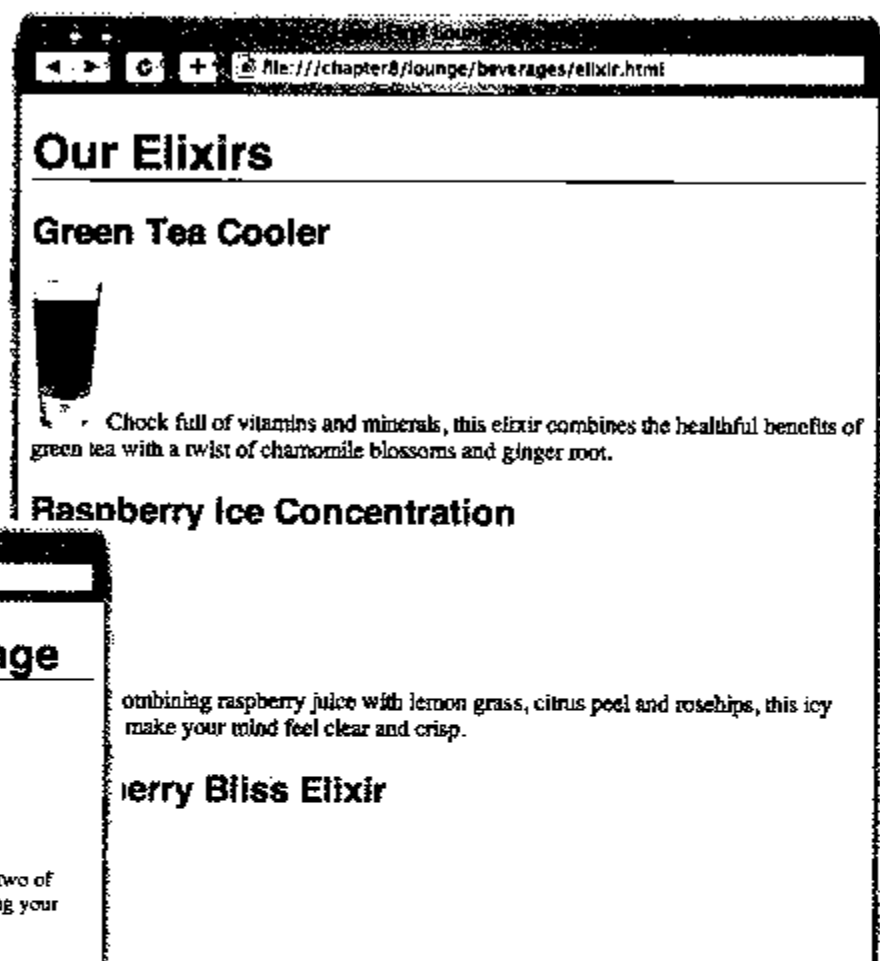 file:///chapter8/lounge/beverages/elixir.html
Our Elixirs
Green Tea Cooler
Chock full of vitamins and minerals, this elixir combines the healthful benefits of
green tea with a twist of chamomile blossoms and ginger root.
Raspberry Ice Concentration
ombining raspberry juice with lemon grass, citrus peel and rosehips, this icy
make your mind feel clear and crisp.
erry Bliss Elixir
age
two of
ng your